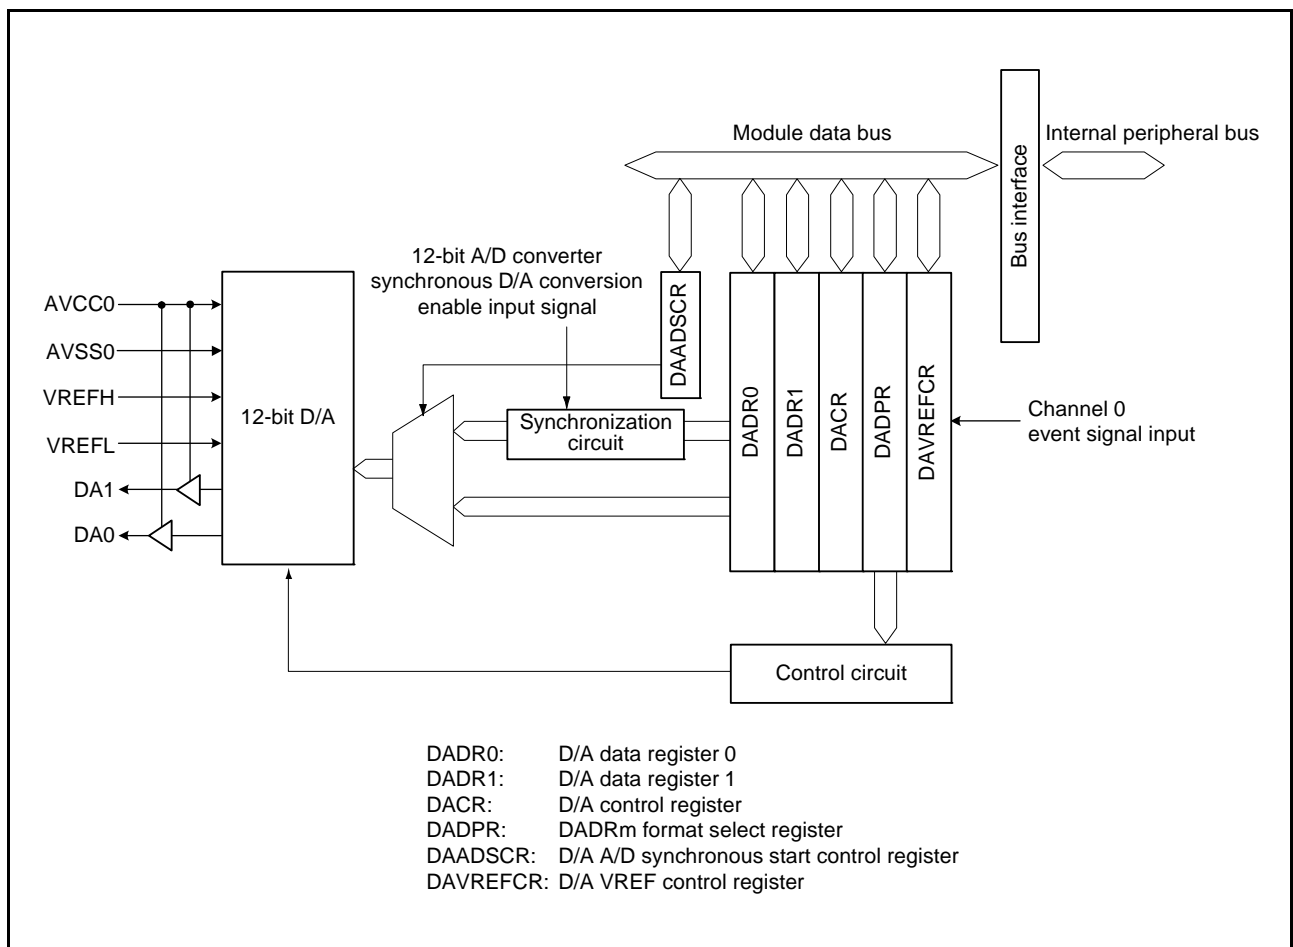 Module data bus
Internal peripheral bus
Bus interface
12-bit A/D converter
synchronous D/A conversion
enable input signal
DAADSCR
AVCC0
AVSS0
VREFH
VREFL
DA1
DA0
12-bit D/A
Synchronization
circuit
DADR0
DADR1
DACR
DADPR
DAVREFCR
Channel 0
event signal input
Control circuit
DADR0: D/A data register 0
DADR1: D/A data register 1
DACR: D/A control register
DADPR: DADRm format select register
DAADSCR: D/A A/D synchronous start control register
DAVREFCR: D/A VREF control register